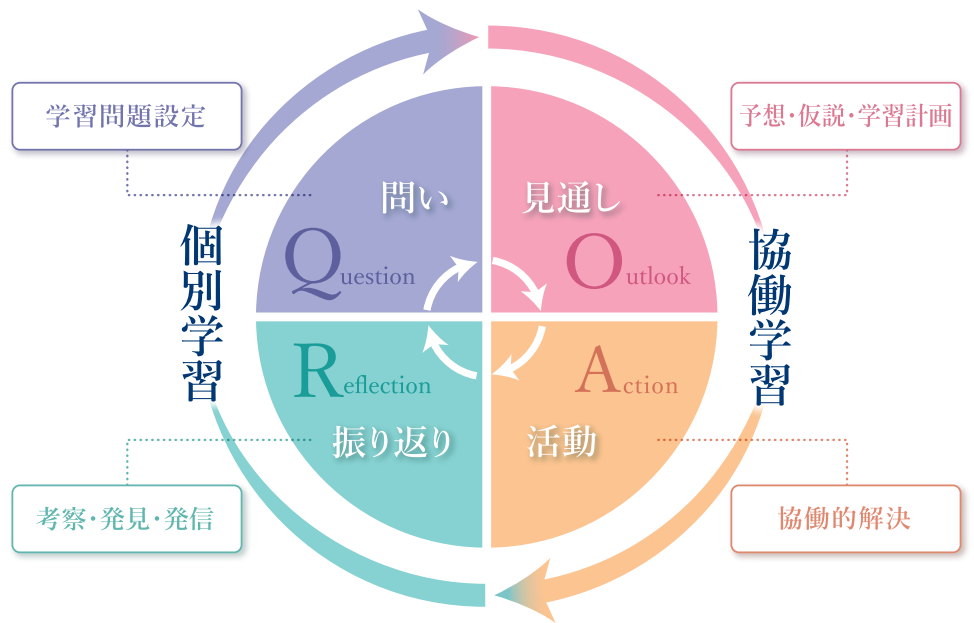 学習問題設定
予想・仮説・学習計画
問い
見通し
Question
Outlook
個別学習
協働学習
Reflection
Action
振り返り
活動
考察・発見・発信
協働的解決